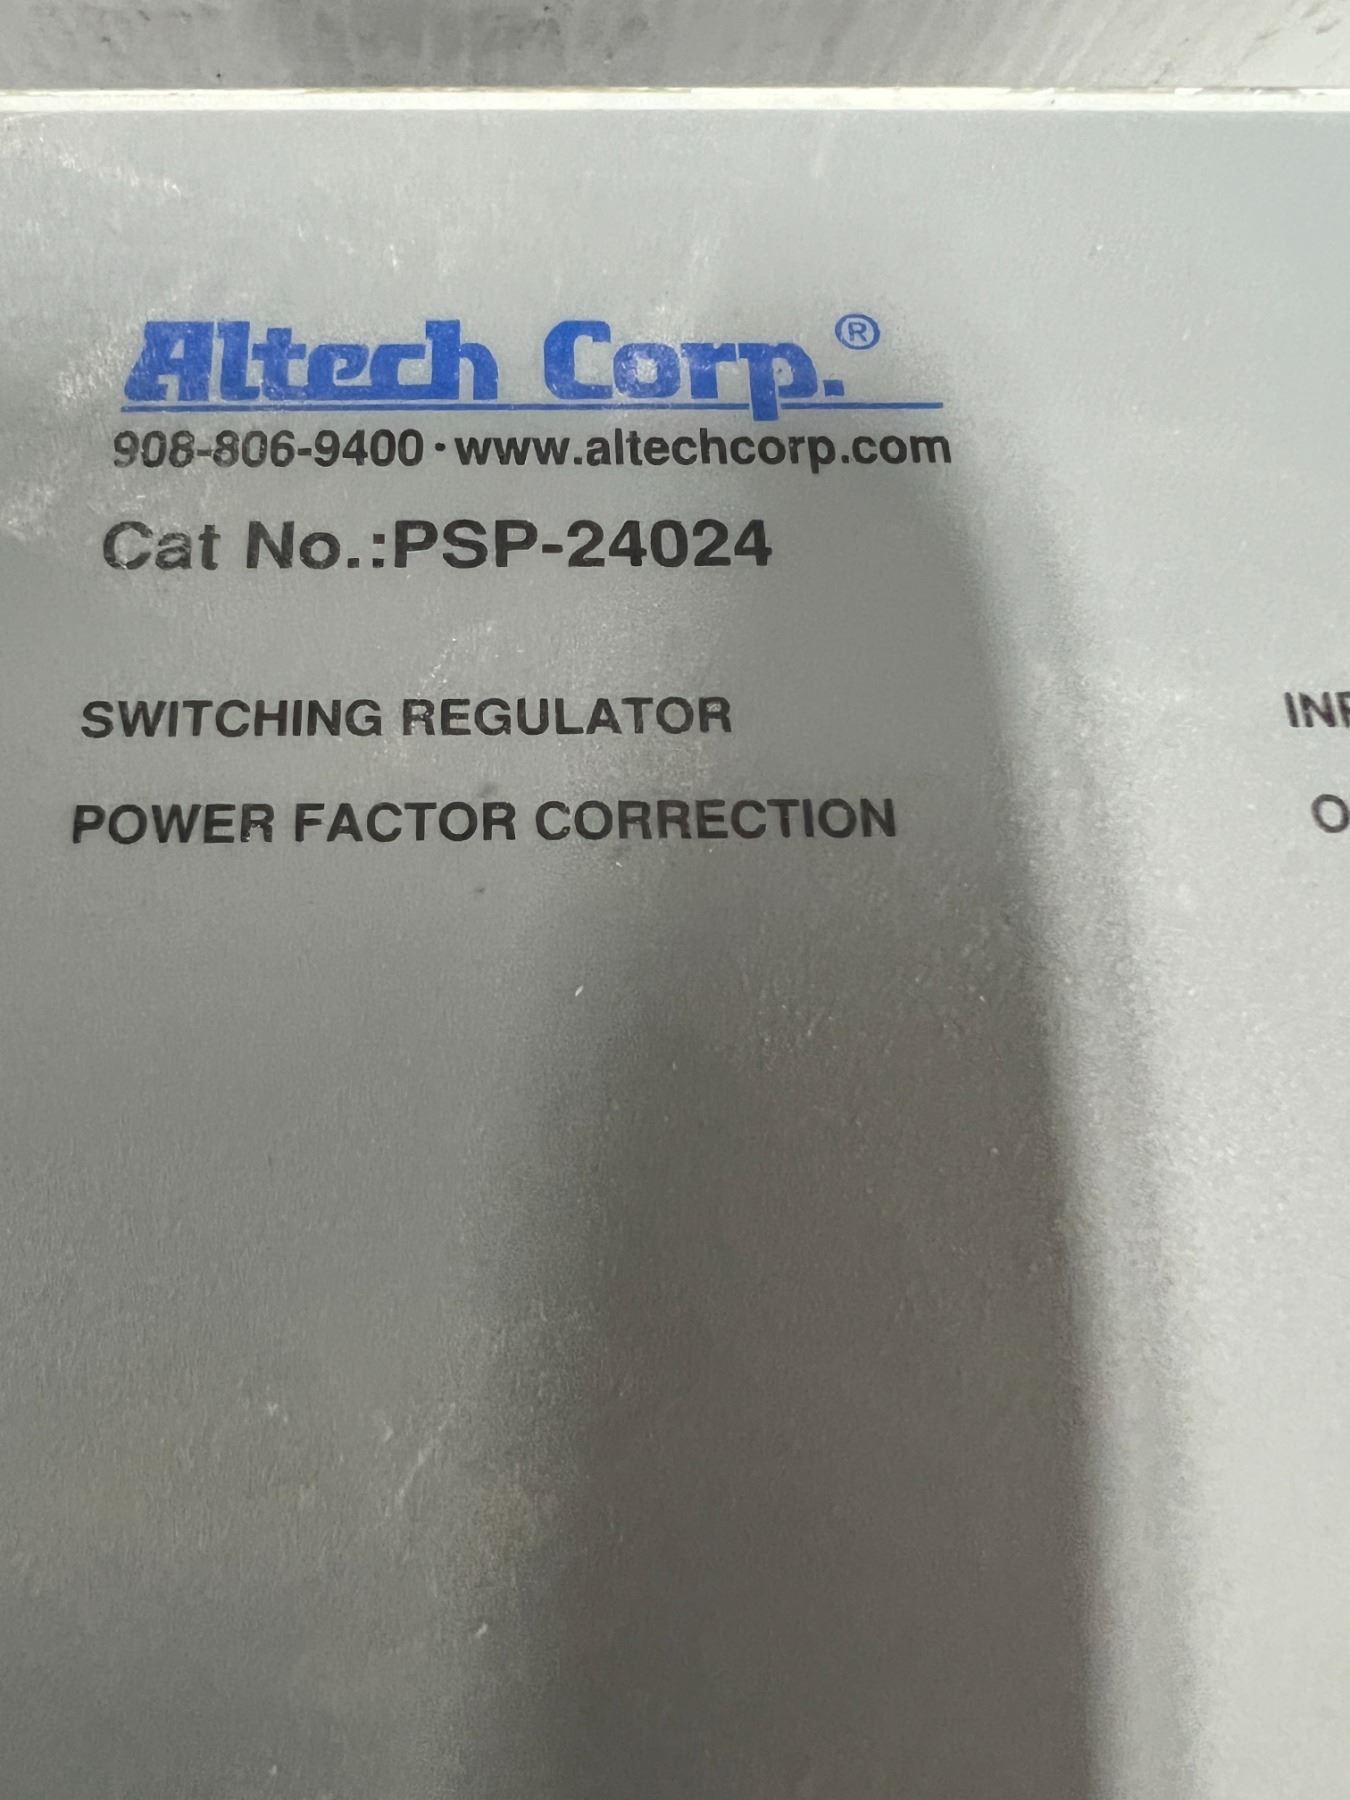 Altech Corp.®
908-806-9400·www.altechcorp.com
Cat No.:PSP-24024
SWITCHING REGULATOR
POWER FACTOR CORRECTION